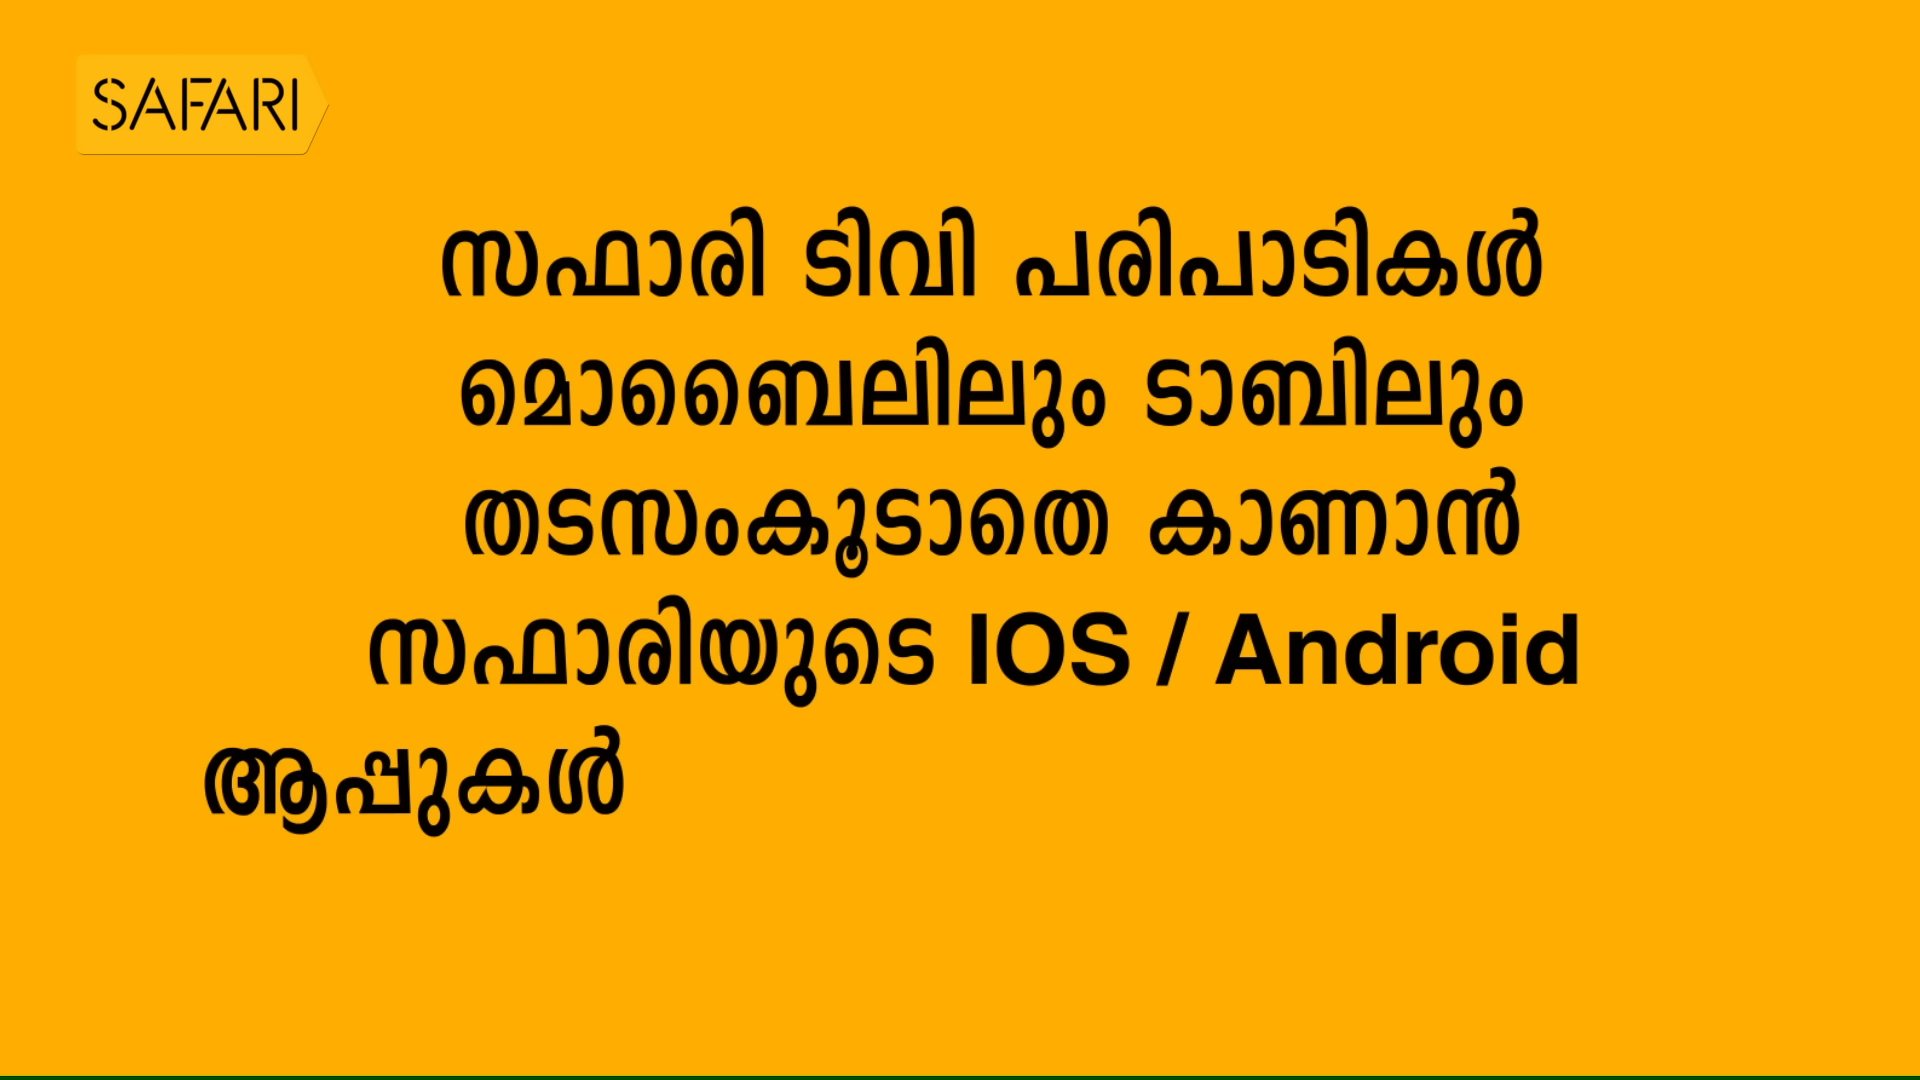 SAFARI
സഫാരി ടിവി പരിപാടികൾ
മൊബൈലിലും ടാബിലും
തടസംകൂടാതെ കാണാൻ
സഫാരിയുടെ IOS / Android
ആപ്പുകൾ